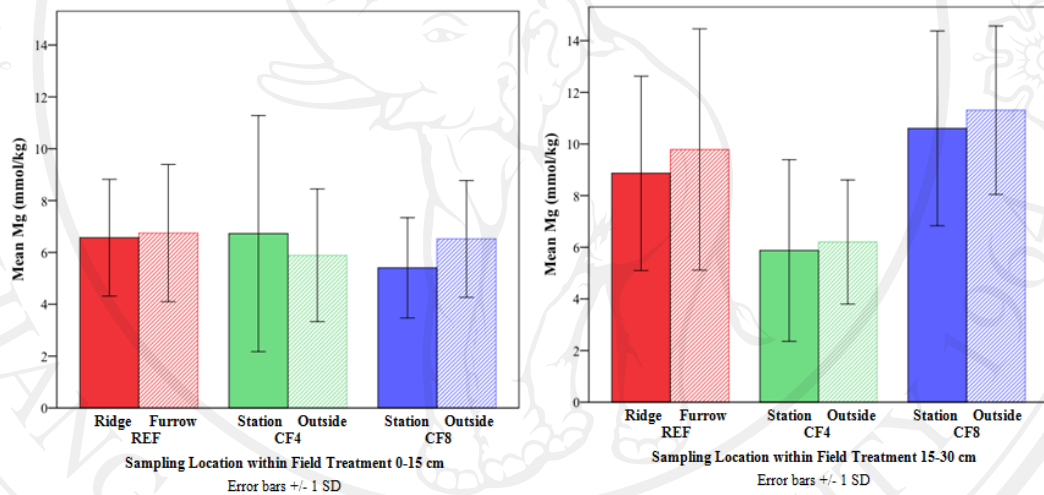 Mean Mg (mmol/kg)
14
12
10
8
6
4
2
0
Ridge Furrow Station Outside Station Outside
REF CF4 CF8
Sampling Location within Field Treatment 0-15 cm
Error bars +/- 1 SD
Mean Mg (mmol/kg)
14
12
10
8
6
4
2
0
Ridge Furrow Station Outside Station Outside
REF CF4 CF8
Sampling Location within Field Treatment 15-30 cm
Error bars +/- 1 SD